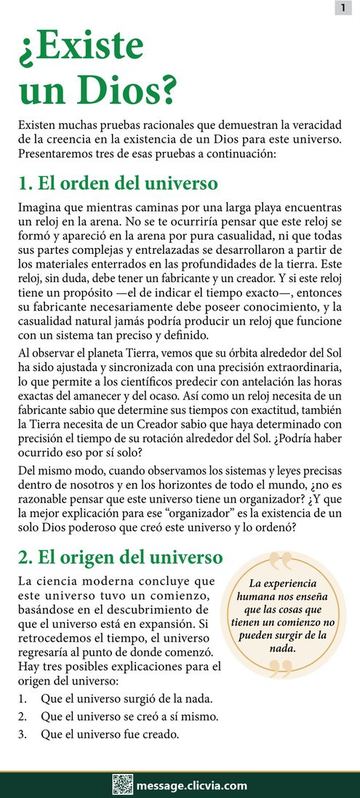 1
¿Existe
un Dios?
Existen muchas pruebas racionales que demuestran la veracidad
de la creencia en la existencia de un Dios para este universo.
Presentaremos tres de esas pruebas a continuación:
1. El orden del universo
Imagina que mientras caminas por una larga playa encuentras
un reloj en la arena. No se te ocurriría pensar que este reloj se
formó y apareció en la arena por pura casualidad, ni que todas
sus partes complejas y entrelazadas se desarrollaron a partir de
los materiales enterrados en las profundidades de la tierra. Este
reloj, sin duda, debe tener un fabricante y un creador. Y si este reloj
tiene un propósito —el de indicar el tiempo exacto—, entonces
su fabricante necesariamente debe poseer conocimiento, y la
casualidad natural jamás podría producir un reloj que funcione
con un sistema tan preciso y definido.
Al observar el planeta Tierra, vemos que su órbita alrededor del Sol
ha sido ajustada y sincronizada con una precisión extraordinaria,
lo que permite a los científicos predecir con antelación las horas
exactas del amanecer y del ocaso. Así como un reloj necesita de un
fabricante sabio que determine sus tiempos con exactitud, también
la Tierra necesita de un Creador sabio que haya determinado con
precisión el tiempo de su rotación alrededor del Sol. ¿Podría haber
ocurrido eso por sí solo?
Del mismo modo, cuando observamos los sistemas y leyes precisas
dentro de nosotros y en los horizontes de todo el mundo, ¿no es
razonable pensar que este universo tiene un organizador? ¿Y que
la mejor explicación para ese “organizador” es la existencia de un
solo Dios poderoso que creó este universo y lo ordenó?
2. El origen del universo
La ciencia moderna concluye que
este universo tuvo un comienzo,
basándose en el descubrimiento de
que el universo está en expansión. Si
retrocedemos el tiempo, el universo
regresaría al punto de donde comenzó.
Hay tres posibles explicaciones para el
origen del universo:
1. Que el universo surgió de la nada.
2. Que el universo se creó a sí mismo.
3. Que el universo fue creado.
La experiencia
humana nos enseña
que las cosas que
tienen un comienzo no
pueden surgir de la
nada.
message.clicvia.com